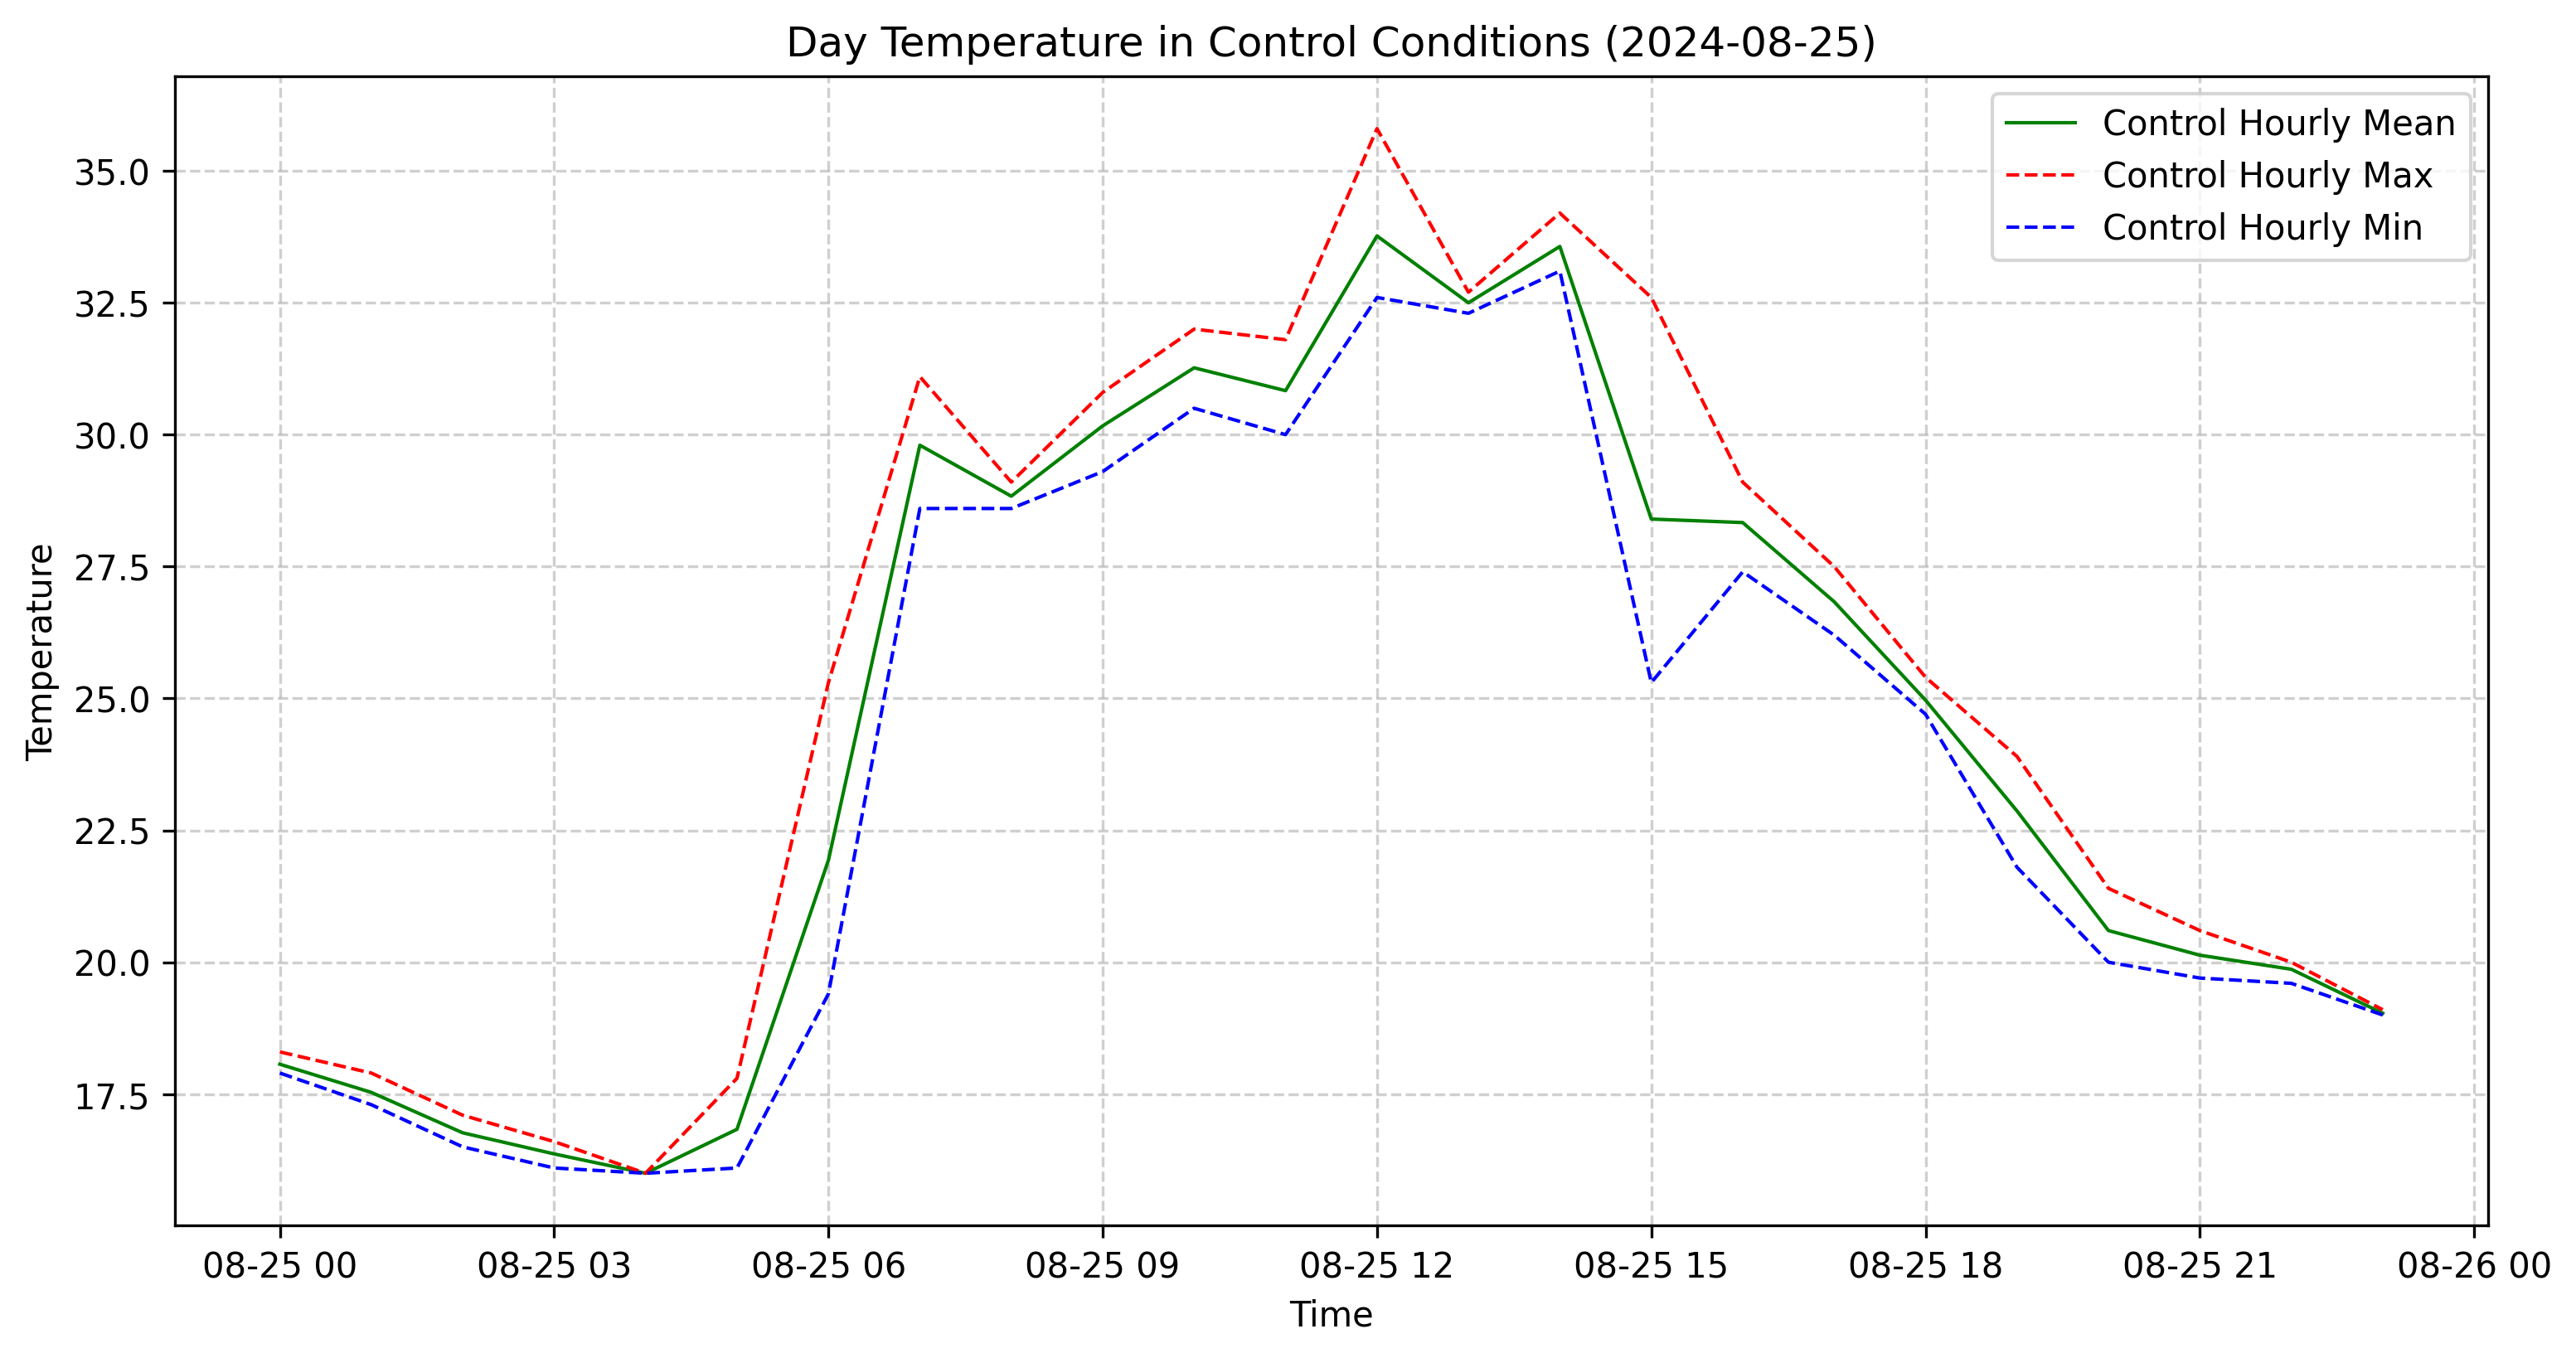 Day Temperature in Control Conditions (2024-08-25)
Control Hourly Mean
Control Hourly Max
Control Hourly Min
35.0
32.5
30.0
27.5
25.0
22.5
20.0
17.5
Temperature
08-25 00
08-25 03
08-25 06
08-25 09
08-25 12
08-25 15
08-25 18
08-25 21
08-26 00
Time